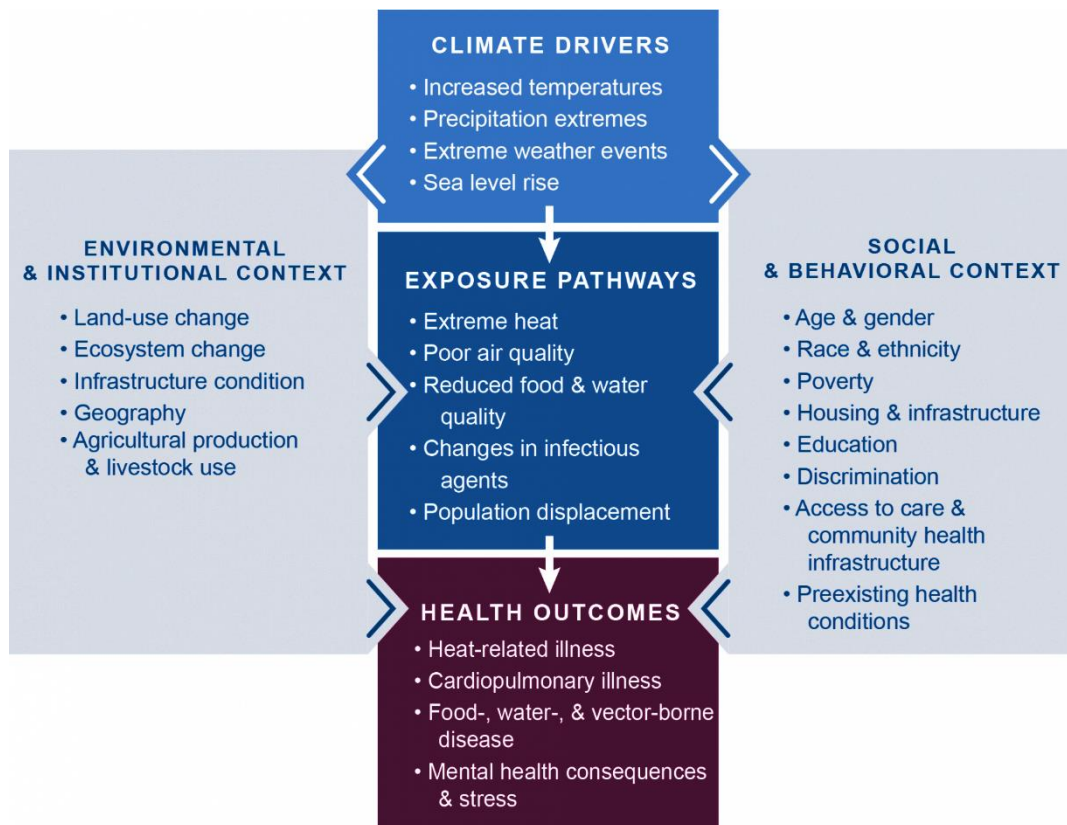 CLIMATE DRIVERS
• Increased temperatures
• Precipitation extremes
• Extreme weather events
• Sea level rise
ENVIRONMENTAL
& INSTITUTIONAL CONTEXT
• Land-use change
• Ecosystem change
• Infrastructure condition
• Geography
• Agricultural production
& livestock use
EXPOSURE PATHWAYS
• Extreme heat
• Poor air quality
• Reduced food & water
quality
• Changes in infectious
agents
• Population displacement
SOCIAL
& BEHAVIORAL CONTEXT
• Age & gender
• Race & ethnicity
• Poverty
• Housing & infrastructure
• Education
• Discrimination
• Access to care &
community health
infrastructure
• Preexisting health
conditions
HEALTH OUTCOMES
• Heat-related illness
• Cardiopulmonary illness
• Food-, water-, & vector-borne
disease
• Mental health consequences
& stress